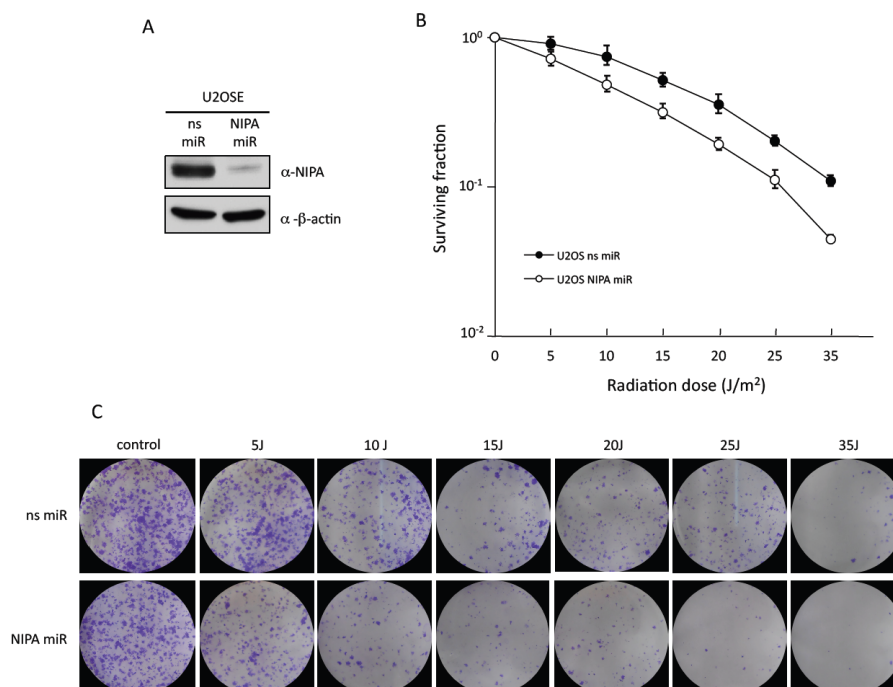 A
U2OSE
ns miR
NIPA miR
α-NIPA
α -β-actin
B
Surviving fraction
10⁰
10⁻¹
10⁻²
U2OS ns miR
U2OS NIPA miR
0 5 10 15 20 25 35
Radiation dose (J/m²)
C
control 5J 10 J 15J 20J 25J 35J
ns miR
NIPA miR